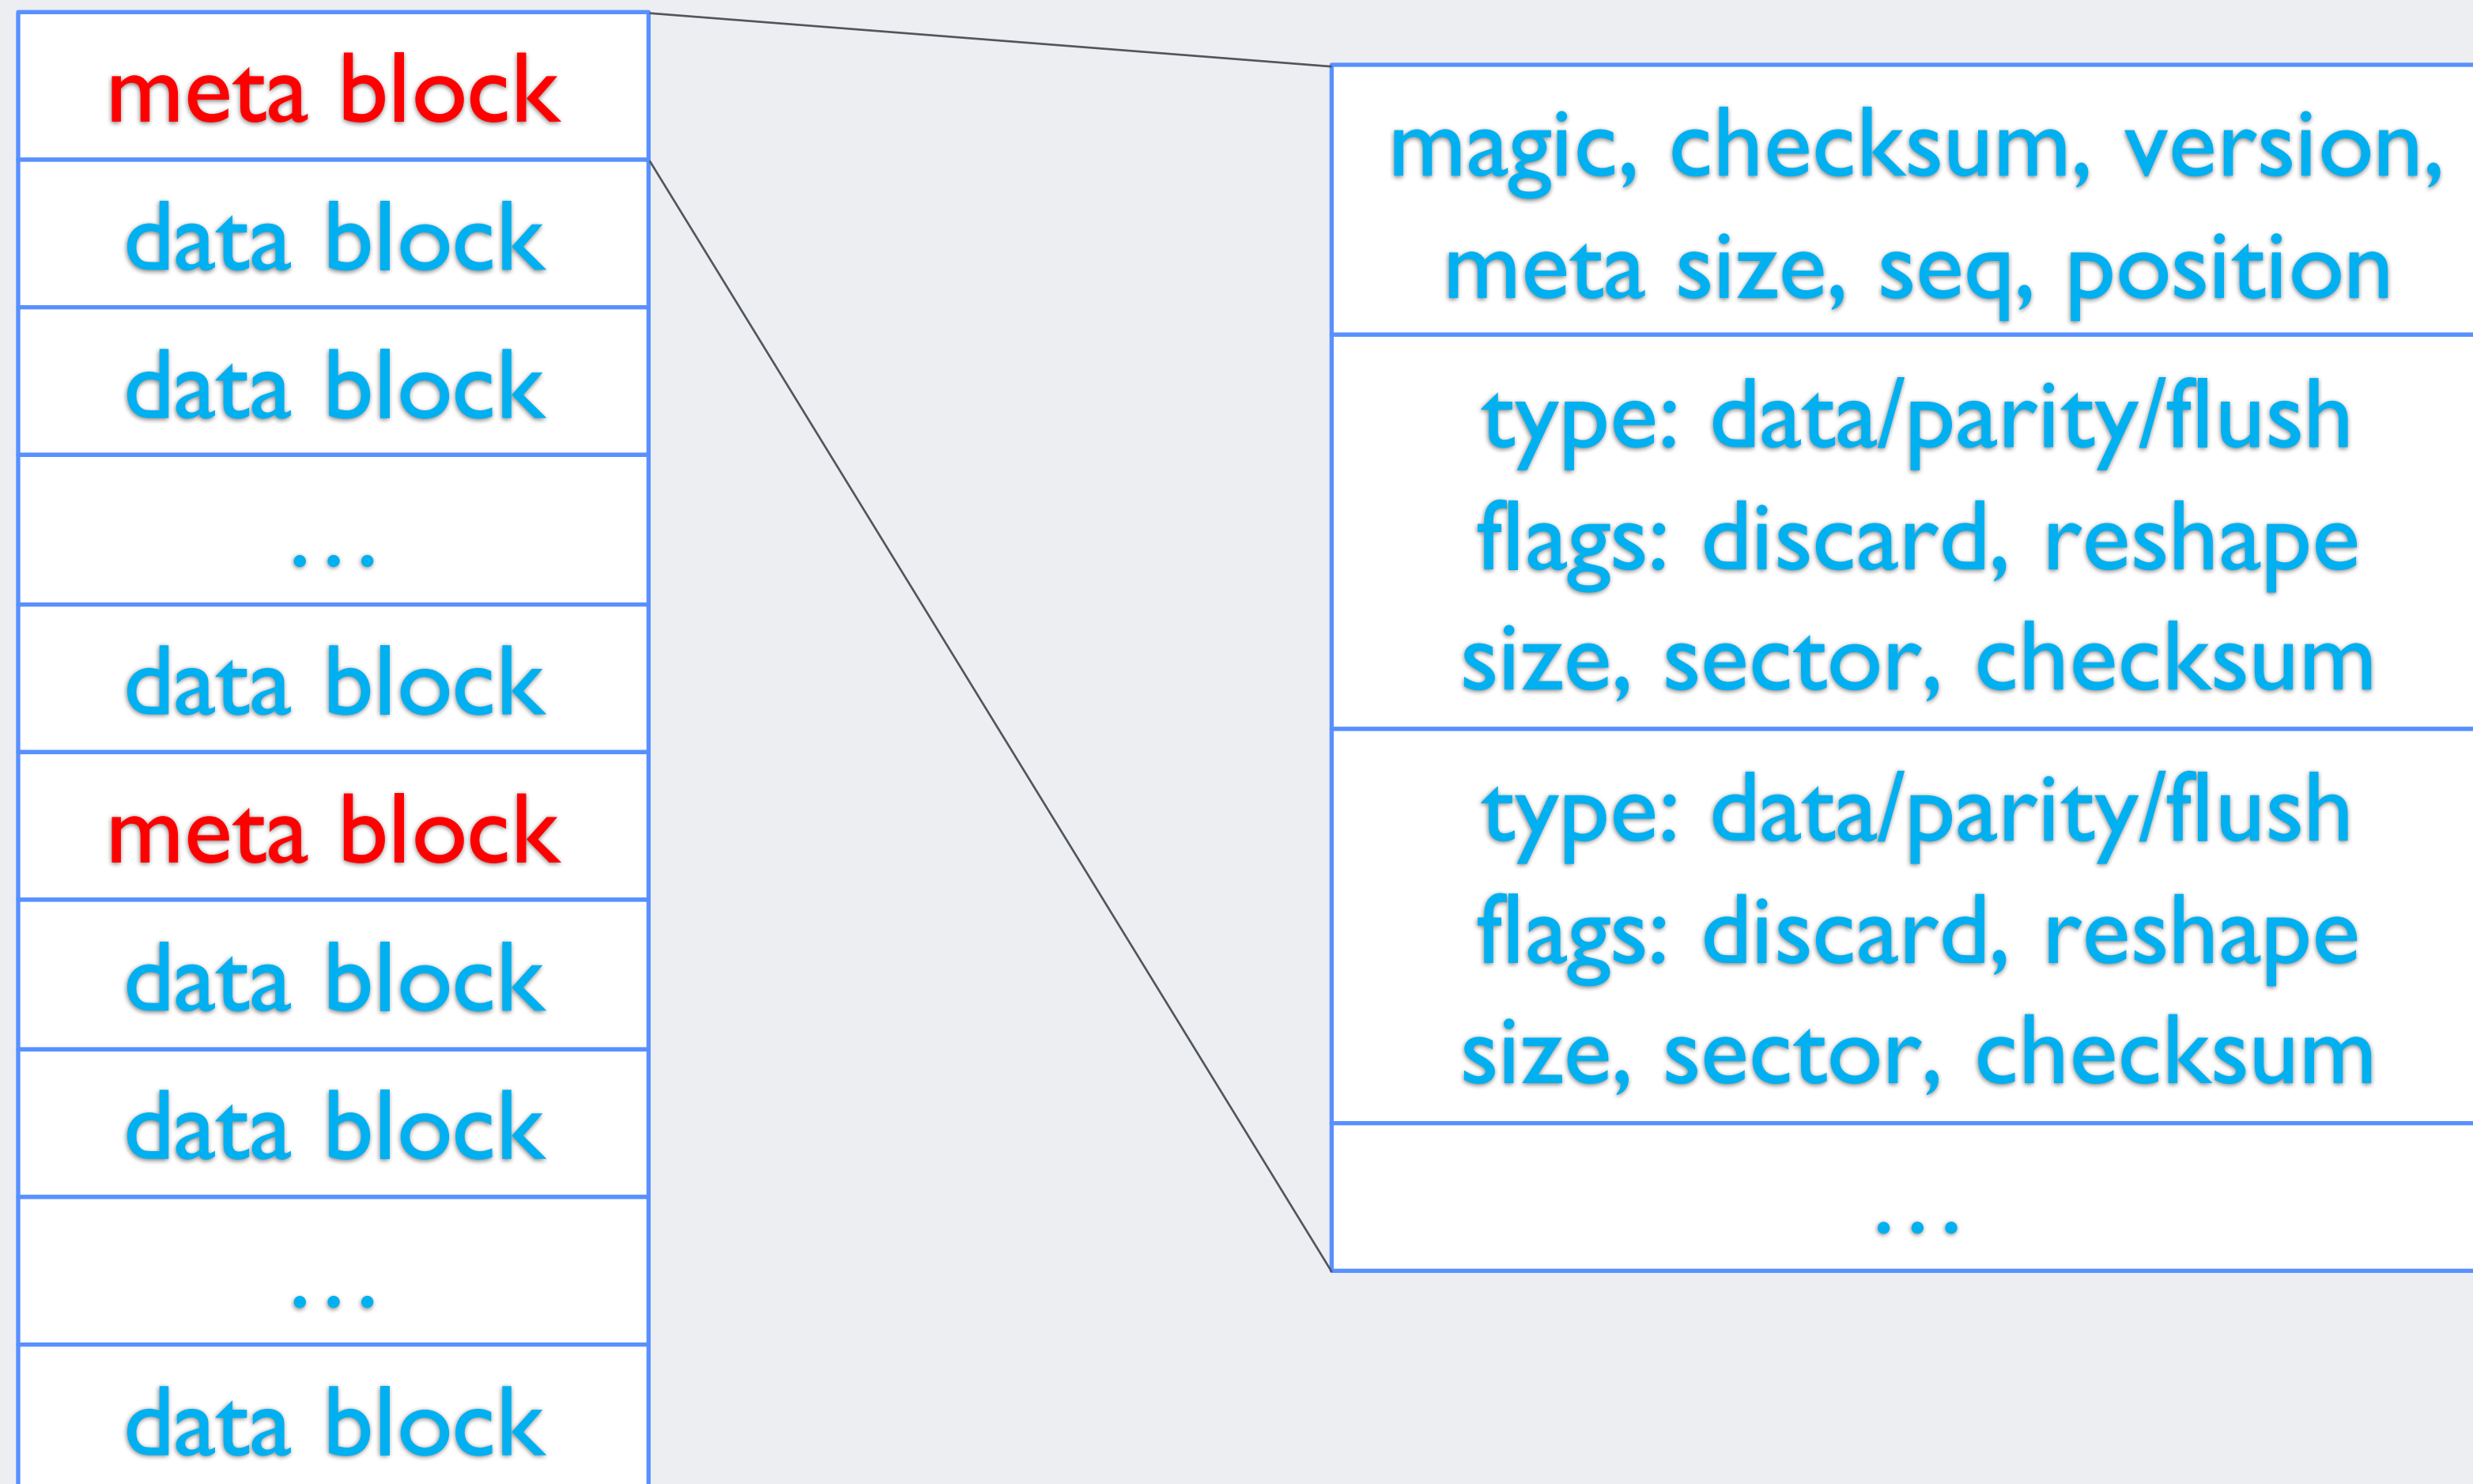 meta block
data block
data block
...
data block
meta block
data block
data block
...
data block
magic, checksum, version,
meta size, seq, position
type: data/parity/flush
flags: discard, reshape
size, sector, checksum
type: data/parity/flush
flags: discard, reshape
size, sector, checksum
...